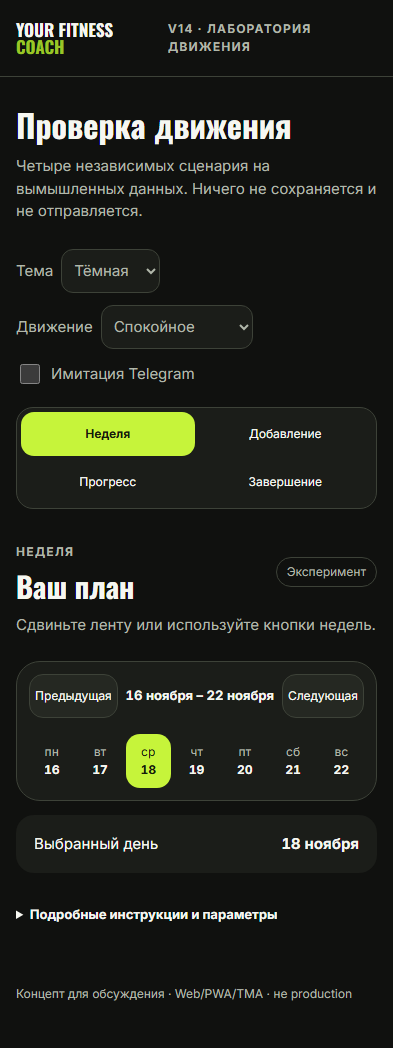 YOUR FITNESS
COACH
V14 · ЛАБОРАТОРИЯ
ДВИЖЕНИЯ
Проверка движения
Четыре независимых сценария на
вымышленных данных. Ничего не сохраняется и
не отправляется.
Тема Тёмная
Движение Спокойное
Имитация Telegram
Неделя Добавление
Прогресс Завершение
НЕДЕЛЯ
Эксперимент
Ваш план
Сдвиньте ленту или используйте кнопки недель.
Предыдущая 16 ноября – 22 ноября Следующая
пн вт ср чт пт сб вс
16 17 18 19 20 21 22
Выбранный день 18 ноября
Подробные инструкции и параметры
Концепт для обсуждения · Web/PWA/TMA · не production